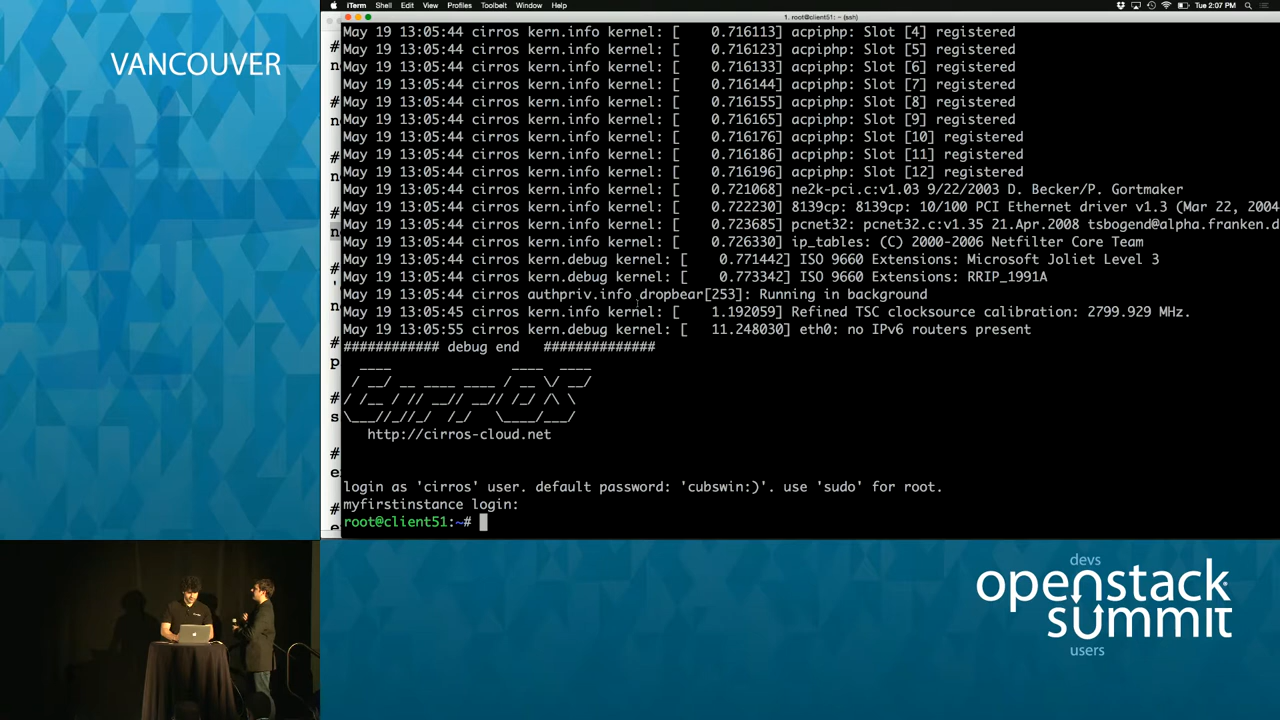 iTerm Shell Edit View Profiles Toolbelt Window Help
Tue 2:07 PM
VANCOUVER
1. root@client51: ~ (ssh)
May 19 13:05:44 cirros kern.info kernel: [    0.716113] acpiphp: Slot [4] registered
May 19 13:05:44 cirros kern.info kernel: [    0.716123] acpiphp: Slot [5] registered
May 19 13:05:44 cirros kern.info kernel: [    0.716133] acpiphp: Slot [6] registered
May 19 13:05:44 cirros kern.info kernel: [    0.716144] acpiphp: Slot [7] registered
May 19 13:05:44 cirros kern.info kernel: [    0.716155] acpiphp: Slot [8] registered
May 19 13:05:44 cirros kern.info kernel: [    0.716165] acpiphp: Slot [9] registered
May 19 13:05:44 cirros kern.info kernel: [    0.716176] acpiphp: Slot [10] registered
May 19 13:05:44 cirros kern.info kernel: [    0.716186] acpiphp: Slot [11] registered
May 19 13:05:44 cirros kern.info kernel: [    0.716196] acpiphp: Slot [12] registered
May 19 13:05:44 cirros kern.info kernel: [    0.721068] ne2k-pci.c:v1.03 9/22/2003 D. Becker/P. Gortmaker
May 19 13:05:44 cirros kern.info kernel: [    0.722230] 8139cp: 8139cp: 10/100 PCI Ethernet driver v1.3 (Mar 22, 2004
May 19 13:05:44 cirros kern.info kernel: [    0.723685] pcnet32: pcnet32.c:v1.35 21.Apr.2008 tsbogend@alpha.franken.d
May 19 13:05:44 cirros kern.info kernel: [    0.726330] ip_tables: (C) 2000-2006 Netfilter Core Team
May 19 13:05:44 cirros kern.debug kernel: [    0.771442] ISO 9660 Extensions: Microsoft Joliet Level 3
May 19 13:05:44 cirros kern.debug kernel: [    0.773342] ISO 9660 Extensions: RRIP_1991A
May 19 13:05:44 cirros authpriv.info dropbear[253]: Running in background
May 19 13:05:45 cirros kern.info kernel: [    1.192059] Refined TSC clocksource calibration: 2799.929 MHz.
May 19 13:05:55 cirros kern.debug kernel: [   11.248030] eth0: no IPv6 routers present
############ debug end   ##############
  ____               ____  ____
 / __/ __ ____ ____ / __ \/ __/
/ /__ / // __// __// /_/ /\ \
\___//_//_/  /_/   \____/___/
   http://cirros-cloud.net
login as 'cirros' user. default password: 'cubswin:)'. use 'sudo' for root.
myfirstinstance login:
root@client51:~#
devs
openstack
summit
users